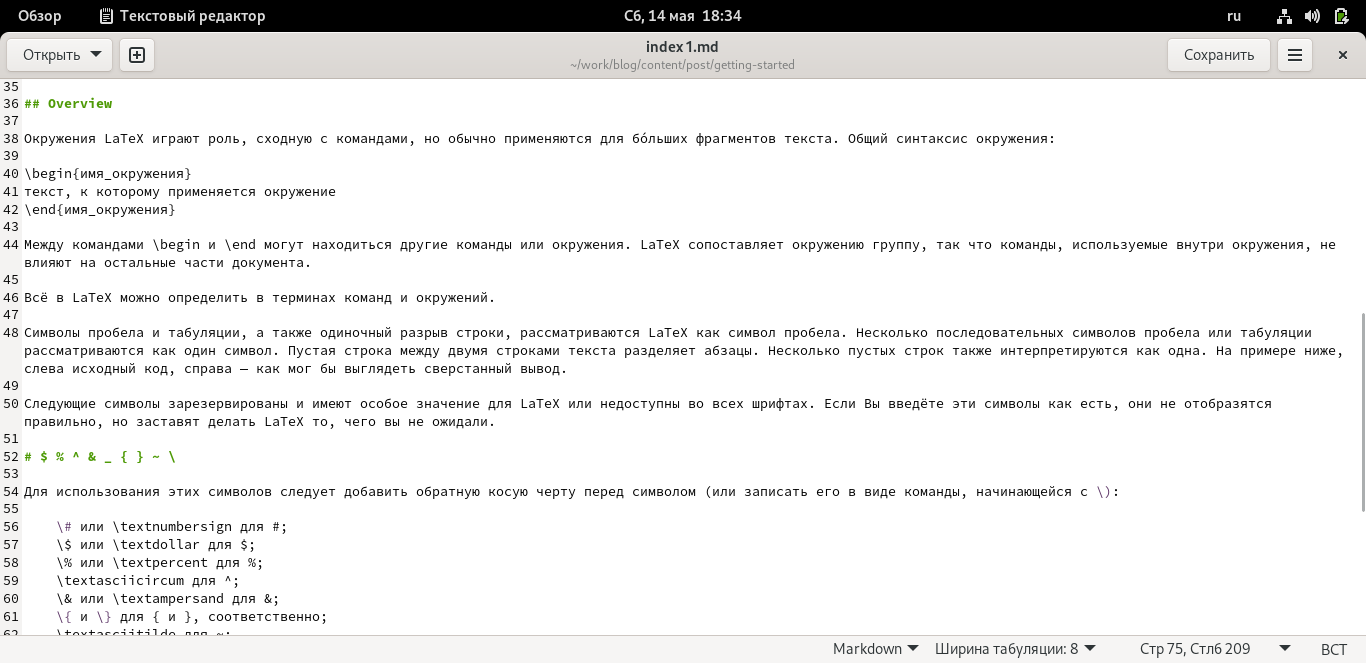 Обзор Текстовый редактор Сб, 14 мая 18:34 ru
Открыть index1.md Сохранить
~/work/blog/content/post/getting-started
35
36 ## Overview
37
38 Окружения LaTeX играют роль, сходную с командами, но обычно применяются для бо́льших фрагментов текста. Общий синтаксис окружения:
39
40 \begin{имя_окружения}
41 текст, к которому применяется окружение
42 \end{имя_окружения}
43
44 Между командами \begin и \end могут находиться другие команды или окружения. LaTeX сопоставляет окружению группу, так что команды, используемые внутри окружения, не
влияют на остальные части документа.
45
46 Всё в LaTeX можно определить в терминах команд и окружений.
47
48 Символы пробела и табуляции, а также одиночный разрыв строки, рассматриваются LaTeX как символ пробела. Несколько последовательных символов пробела или табуляции
рассматриваются как один символ. Пустая строка между двумя строками текста разделяет абзацы. Несколько пустых строк также интерпретируются как одна. На примере ниже,
слева исходный код, справа — как мог бы выглядеть сверстанный вывод.
49
50 Следующие символы зарезервированы и имеют особое значение для LaTeX или недоступны во всех шрифтах. Если Вы введёте эти символы как есть, они не отобразятся
правильно, но заставят делать LaTeX то, чего вы не ожидали.
51
52 # $ % ^ & _ { } ~ \
53
54 Для использования этих символов следует добавить обратную косую черту перед символом (или записать его в виде команды, начинающейся с \):
55
56 \# или \textnumbersign для #;
57 \$ или \textdollar для $;
58 \% или \textpercent для %;
59 \textasciicircum для ^;
60 \& или \textampersand для &;
61 \{ и \} для { и }, соответственно;
62 \textasciitilde для ~;
Markdown Ширина табуляции: 8 Стр 75, Стлб 209 ВСТ